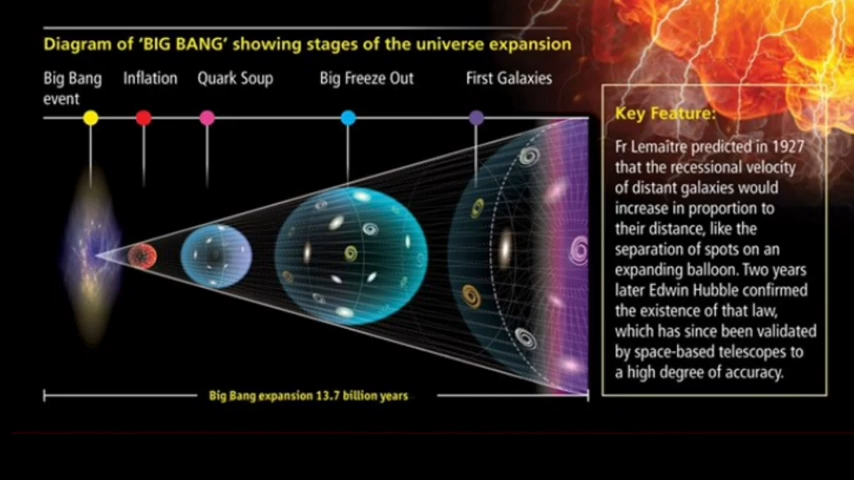 Diagram of ‘BIG BANG’ showing stages of the universe expansion
Big Bang event
Inflation
Quark Soup
Big Freeze Out
First Galaxies
Big Bang expansion 13.7 billion years
Key Feature:
Fr Lemaître predicted in 1927
that the recessional velocity
of distant galaxies would
increase in proportion to
their distance, like the
separation of spots on an
expanding balloon. Two years
later Edwin Hubble confirmed
the existence of that law,
which has since been validated
by space-based telescopes to
a high degree of accuracy.